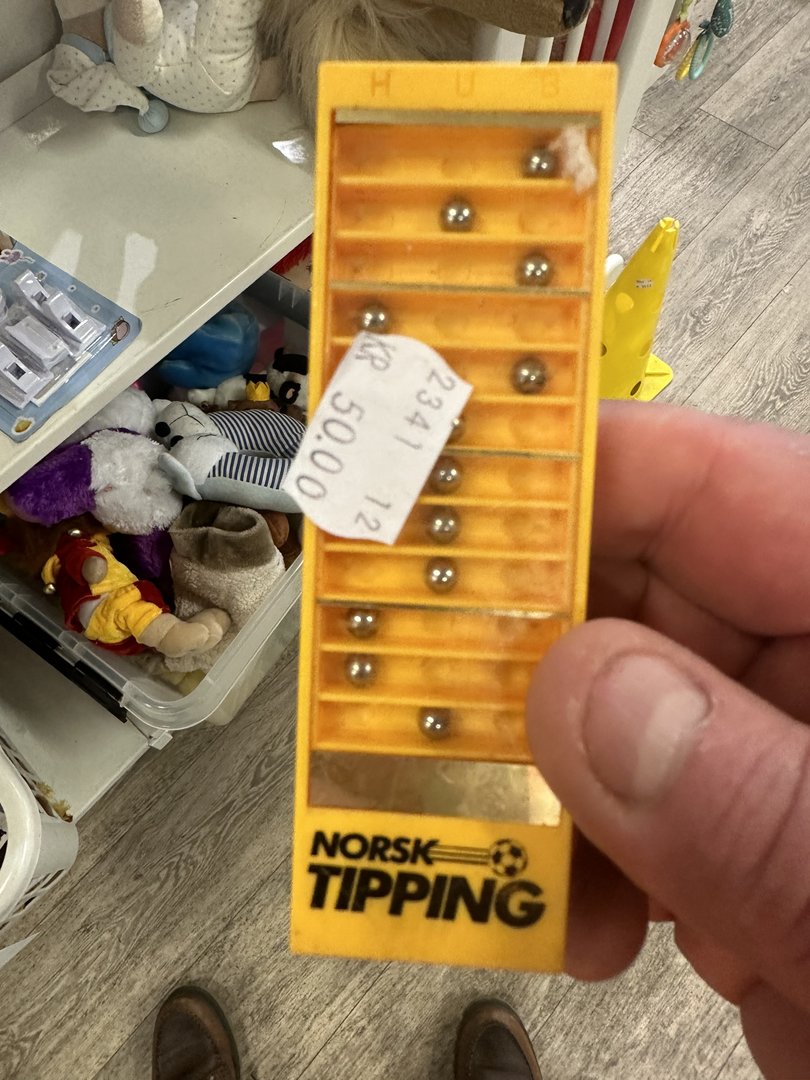 H U B
2341 12
KR 50.00
NORSK
TIPPING